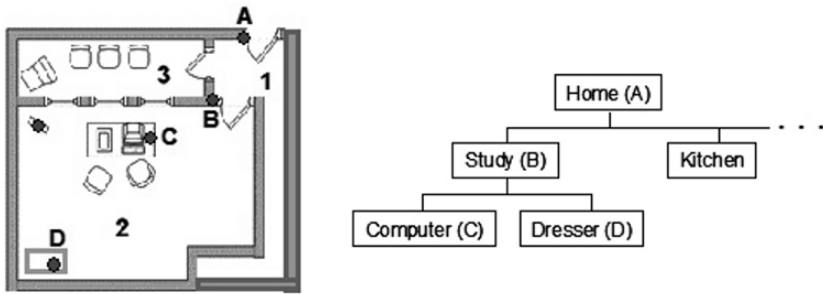 A
3
1
B
C
2
D
Home (A)
Study (B)
Kitchen
Computer (C)
Dresser (D)